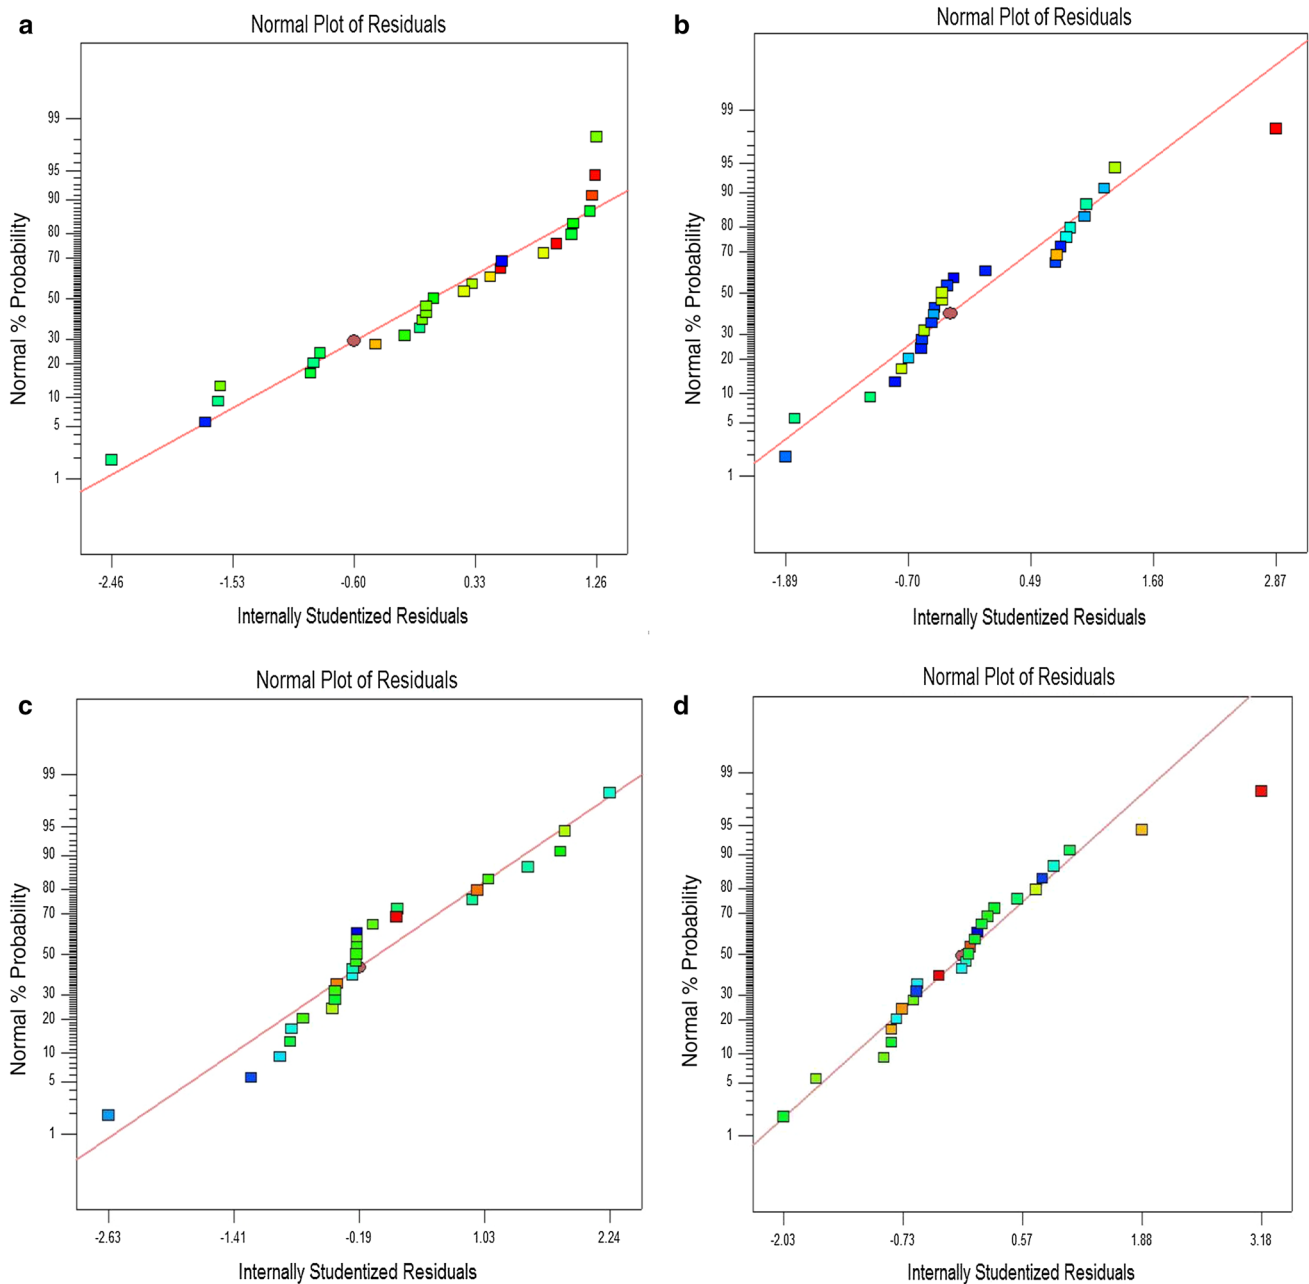 a
Normal Plot of Residuals
Normal % Probability
99
95
90
80
70
50
30
20
10
5
1
-2.46 -1.53 -0.60 0.33 1.26
Internally Studentized Residuals
b
Normal Plot of Residuals
Normal % Probability
99
95
90
80
70
50
30
20
10
5
1
-1.89 -0.70 0.49 1.68 2.87
Internally Studentized Residuals
c
Normal Plot of Residuals
Normal % Probability
99
95
90
80
70
50
30
20
10
5
1
-2.63 -1.41 -0.19 1.03 2.24
Internally Studentized Residuals
d
Normal Plot of Residuals
Normal % Probability
99
95
90
80
70
50
30
20
10
5
1
-2.03 -0.73 0.57 1.88 3.18
Internally Studentized Residuals